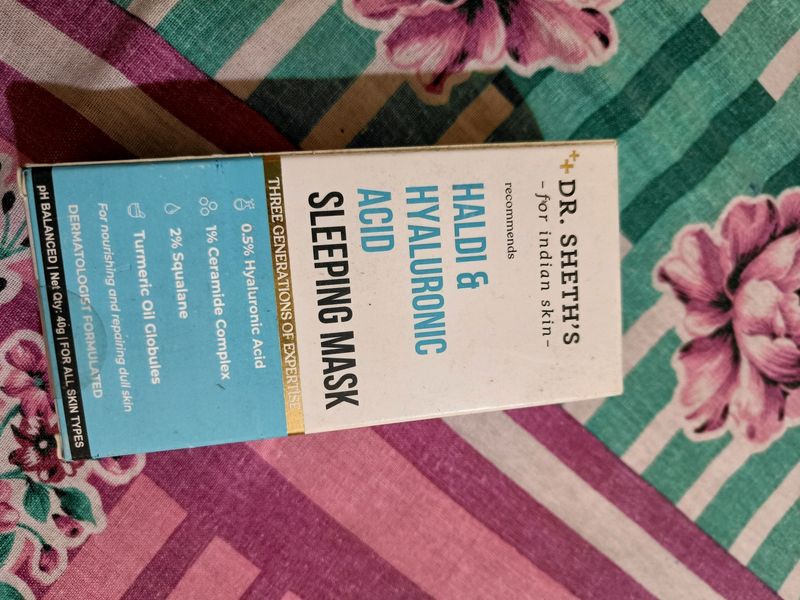 DR. SHETH'S
- for indian skin -
recommends
HALDI &
HYALURONIC
ACID
SLEEPING MASK
THREE GENERATIONS OF EXPERTISE
0.5% Hyaluronic Acid
1% Ceramide Complex
2% Squalane
Turmeric Oil Globules
For nourishing and repairing dull skin
DERMATOLOGIST FORMULATED
pH BALANCED | Net Qty: 40g | FOR ALL SKIN TYPES